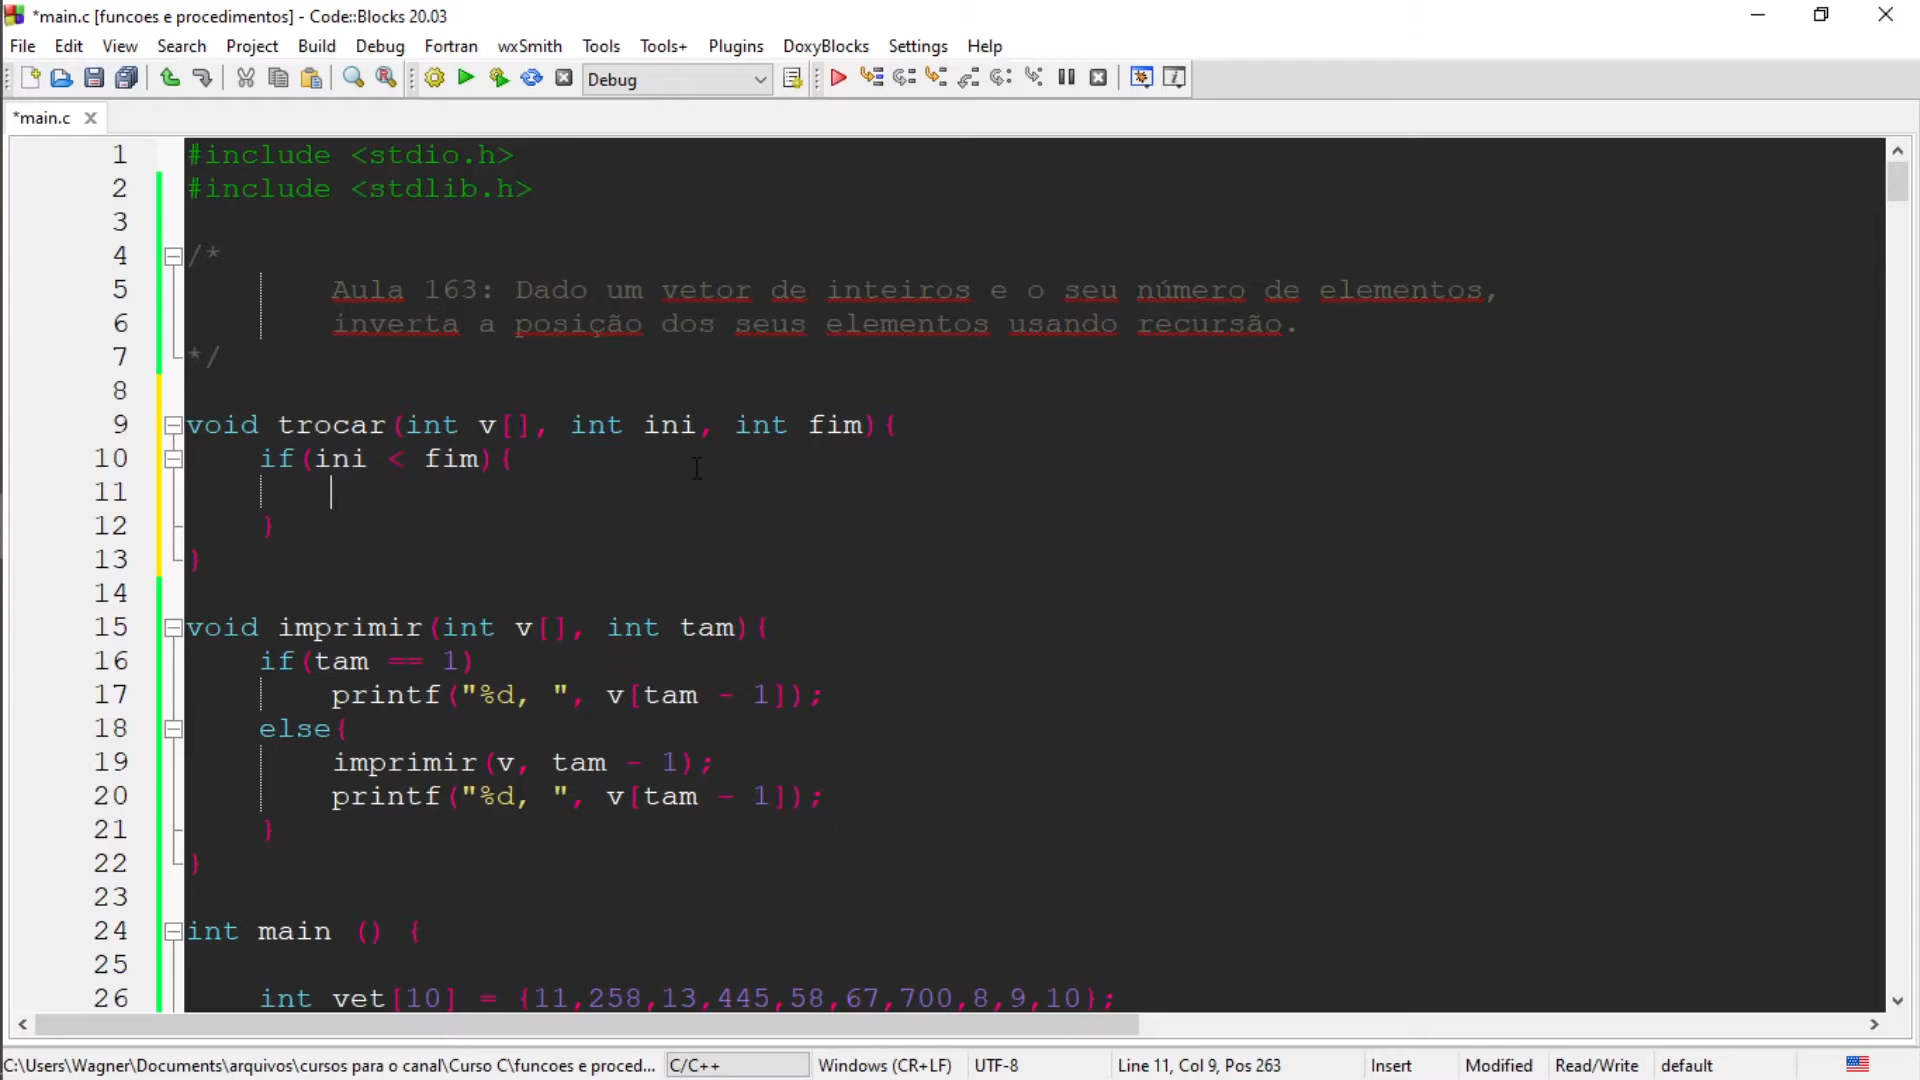 *main.c [funcoes e procedimentos] - Code::Blocks 20.03
File Edit View Search Project Build Debug Fortran wxSmith Tools Tools+ Plugins DoxyBlocks Settings Help
Debug
*main.c
1 #include <stdio.h>
2 #include <stdlib.h>
3
4 /*
5 Aula 163: Dado um vetor de inteiros e o seu número de elementos,
6 inverta a posição dos seus elementos usando recursão.
7 */
8
9 void trocar(int v[], int ini, int fim){
10 if(ini < fim){
11
12 }
13 }
14
15 void imprimir(int v[], int tam){
16 if(tam == 1)
17 printf("%d, ", v[tam - 1]);
18 else{
19 imprimir(v, tam - 1);
20 printf("%d, ", v[tam - 1]);
21 }
22 }
23
24 int main () {
25
26 int vet[10] = {11,258,13,445,58,67,700,8,9,10};
C:\Users\Wagner\Documents\arquivos\cursos para o canal\Curso C\funcoes e proced... C/C++ Windows (CR+LF) UTF-8 Line 11, Col 9, Pos 263 Insert Modified Read/Write default